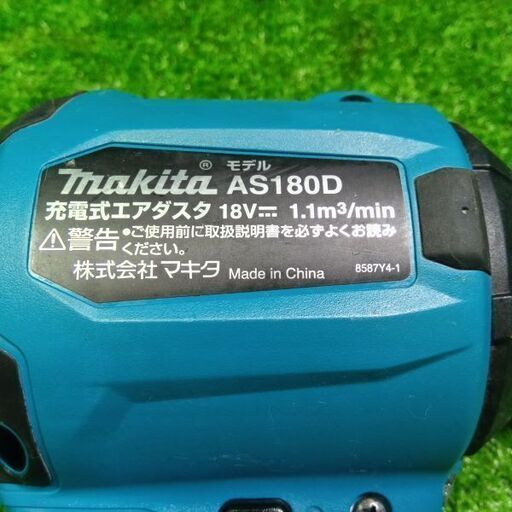 makita® モデル AS180D
充電式エアダスタ 18V⎓ 1.1m³/min
⚠警告 •ご使用前に取扱説明書を必ずよくお読み
ください。
株式会社 マキタ Made in China 8587Y4-1